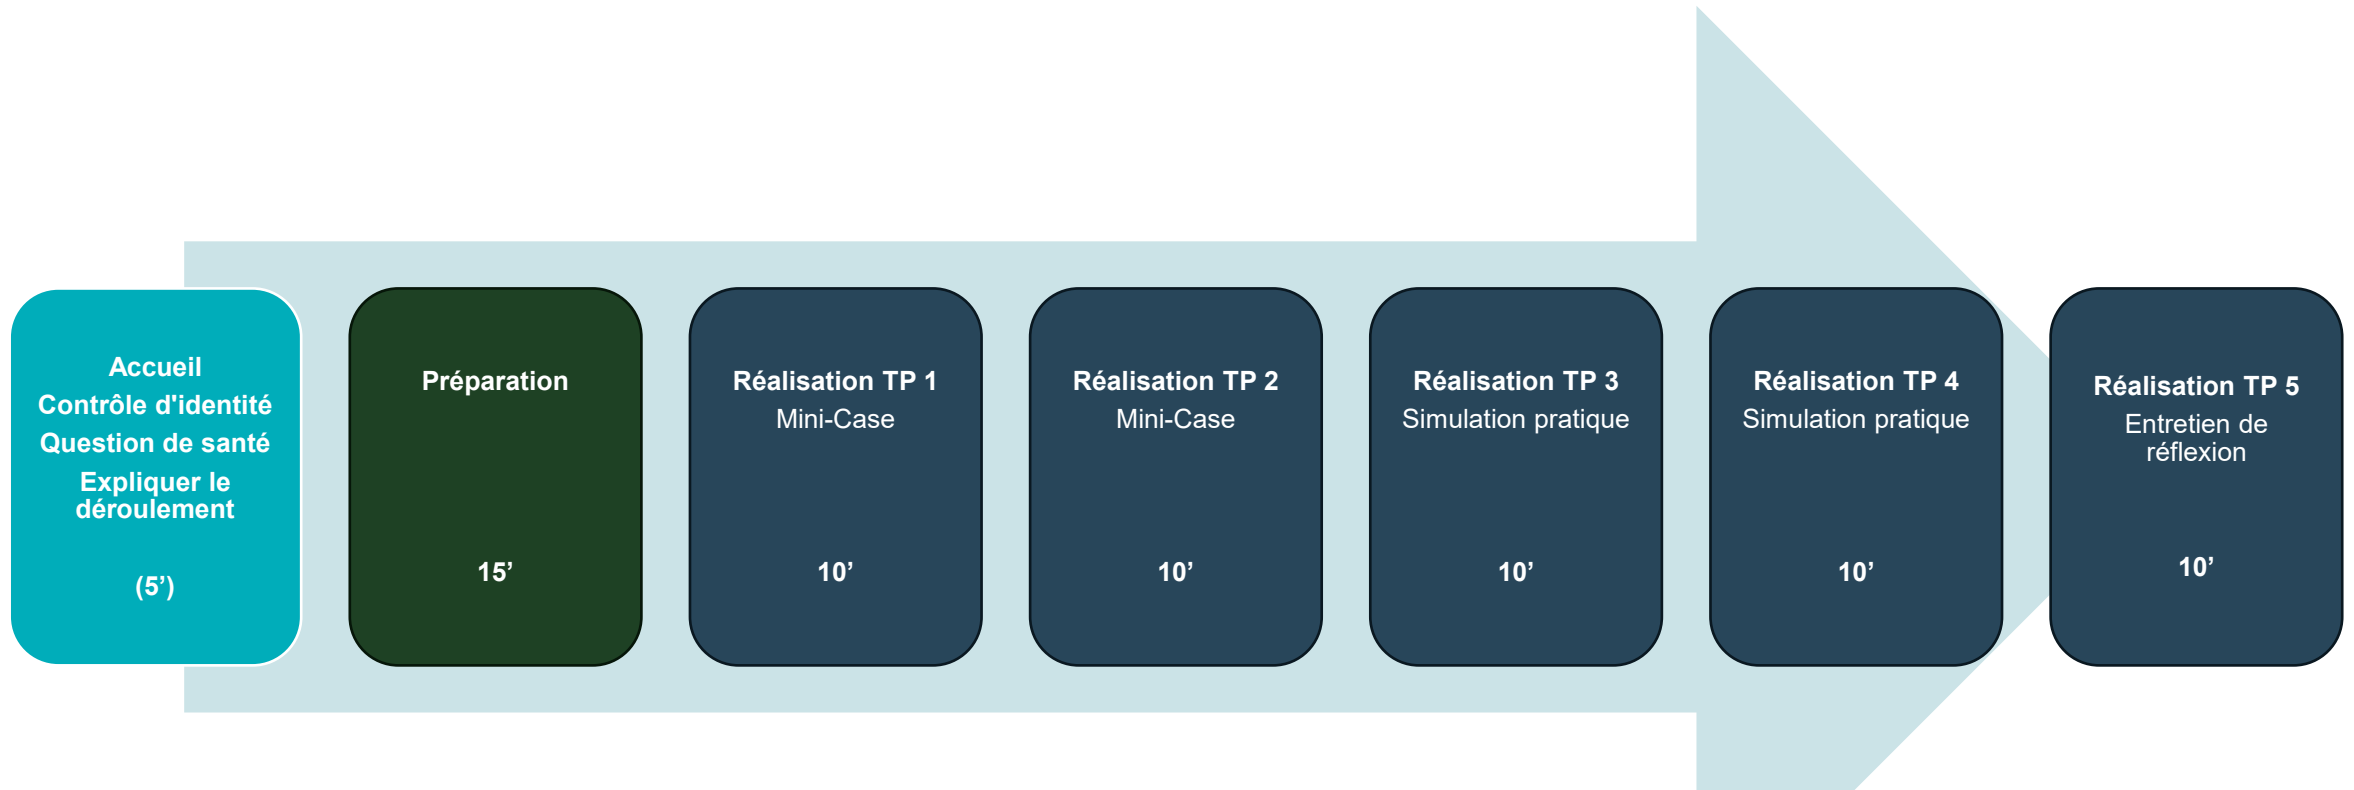 Accueil
Contrôle d'identité
Question de santé
Expliquer le
déroulement
(5’)
Préparation
15’
Réalisation TP 1
Mini-Case
10’
Réalisation TP 2
Mini-Case
10’
Réalisation TP 3
Simulation pratique
10’
Réalisation TP 4
Simulation pratique
10’
Réalisation TP 5
Entretien de
réflexion
10’